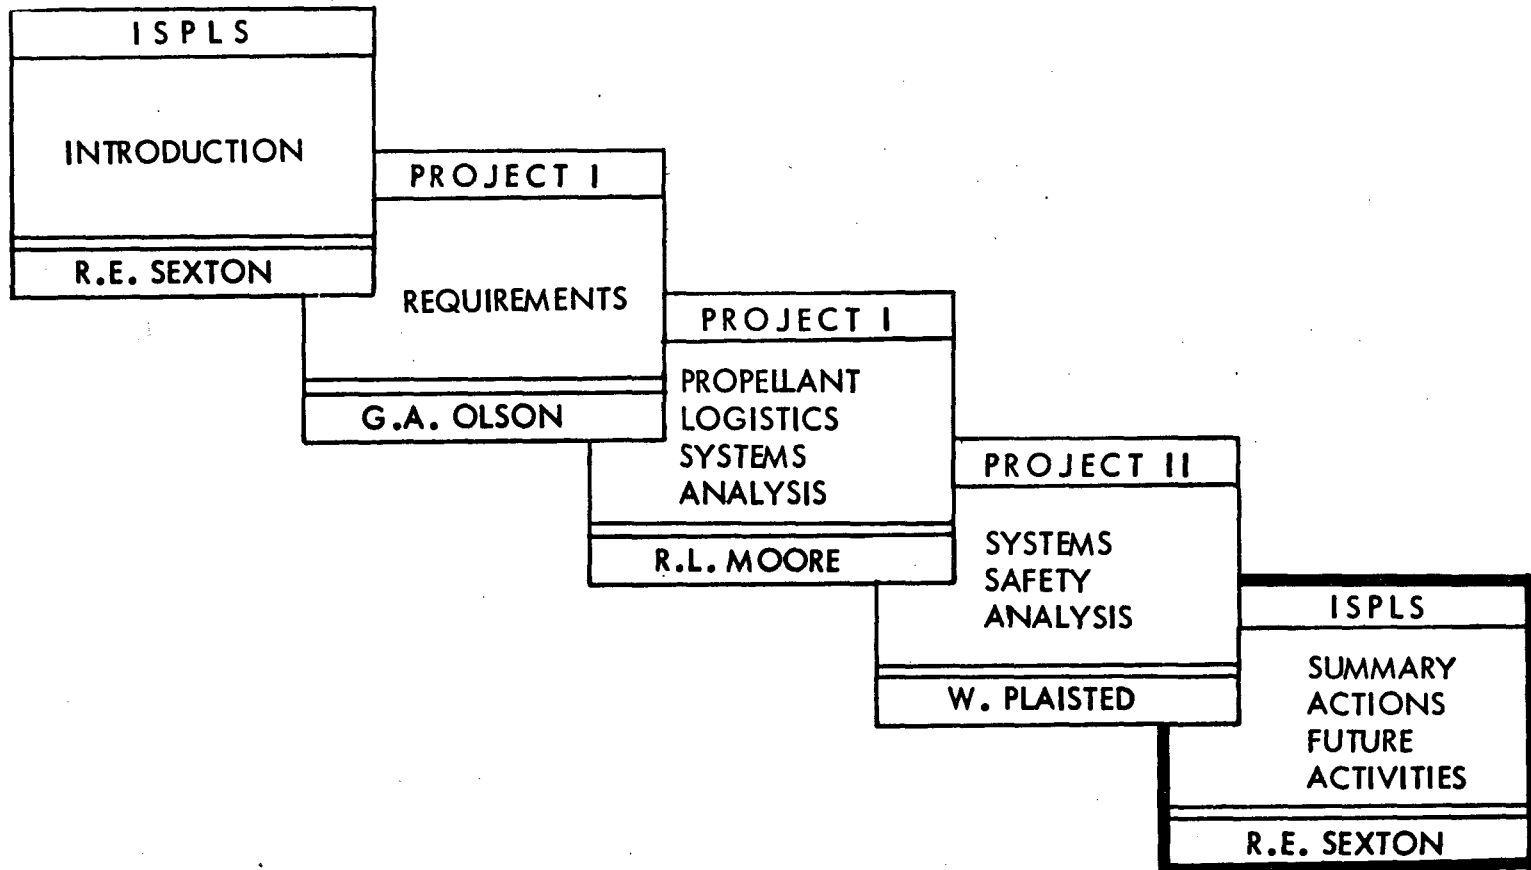 ISPLS
INTRODUCTION
R.E. SEXTON
PROJECT I
REQUIREMENTS
G.A. OLSON
PROJECT I
PROPELLANT
LOGISTICS
SYSTEMS
ANALYSIS
R.L. MOORE
PROJECT II
SYSTEMS
SAFETY
ANALYSIS
W. PLAISTED
ISPLS
SUMMARY
ACTIONS
FUTURE
ACTIVITIES
R.E. SEXTON